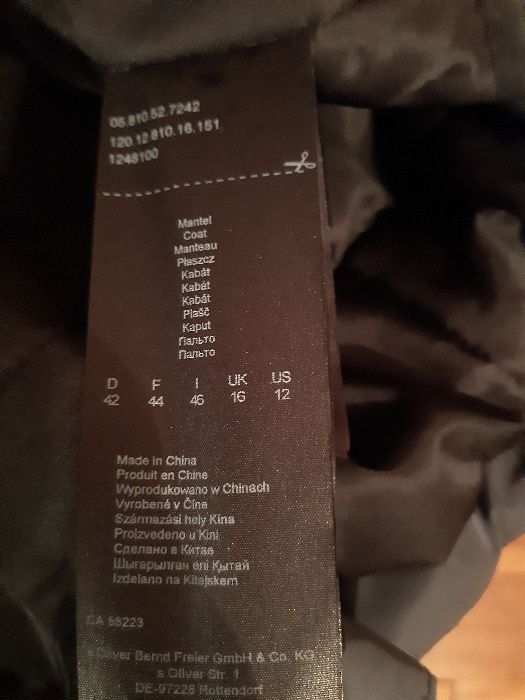 05.810.52.7242
120.12.810.16.151
1248100
Mantel
Coat
Manteau
Płaszcz
Kabát
Kabát
Kabát
Plašč
Kaput
Пальто
Пальто
D F I UK US
42 44 46 16 12
Made in China
Produit en Chine
Wyprodukowano w Chinach
Vyrobené v Číne
Származási hely Kína
Proizvedeno u Kini
Сделано в Китае
Шығарылған елі Қытай
Izdelano na Kitajskem
CA 56223
s.Oliver Bernd Freier GmbH & Co. KG
s.Oliver Str. 1
DE-97228 Rottendorf